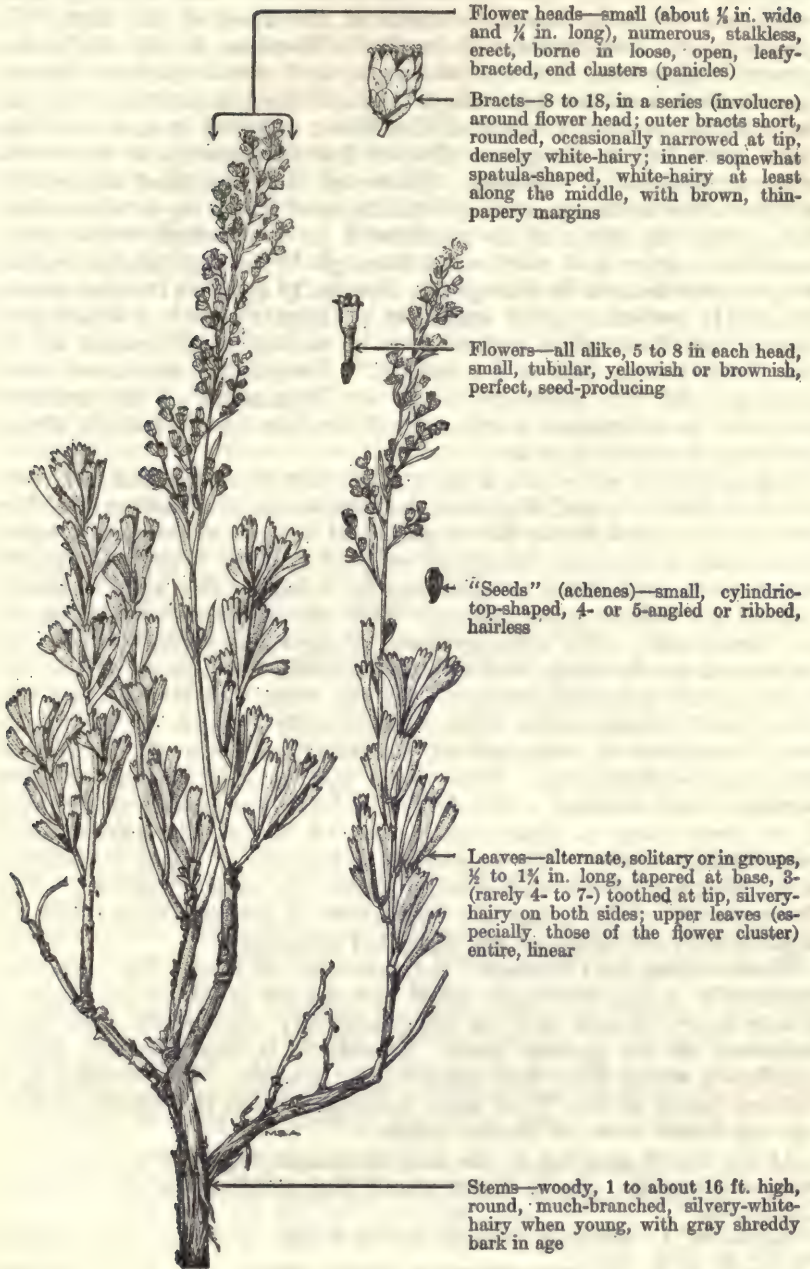 Flower heads—small (about ⅛ in. wide
and ¼ in. long), numerous, stalkless,
erect, borne in loose, open, leafy-
bracted, end clusters (panicles)
Bracts—8 to 18, in a series (involucre)
around flower head; outer bracts short,
rounded, occasionally narrowed at tip,
densely white-hairy; inner somewhat
spatula-shaped, white-hairy at least
along the middle, with brown, thin-
papery margins
Flowers—all alike, 5 to 8 in each head,
small, tubular, yellowish or brownish,
perfect, seed-producing
"Seeds" (achenes)—small, cylindric-
top-shaped, 4- or 5-angled or ribbed,
hairless
Leaves—alternate, solitary or in groups,
½ to 1¾ in. long, tapered at base, 3-
(rarely 4- to 7-) toothed at tip, silvery-
hairy on both sides; upper leaves (es-
pecially those of the flower cluster)
entire, linear
M.B.A.
Stems—woody, 1 to about 16 ft. high,
round, much-branched, silvery-white-
hairy when young, with gray shreddy
bark in age